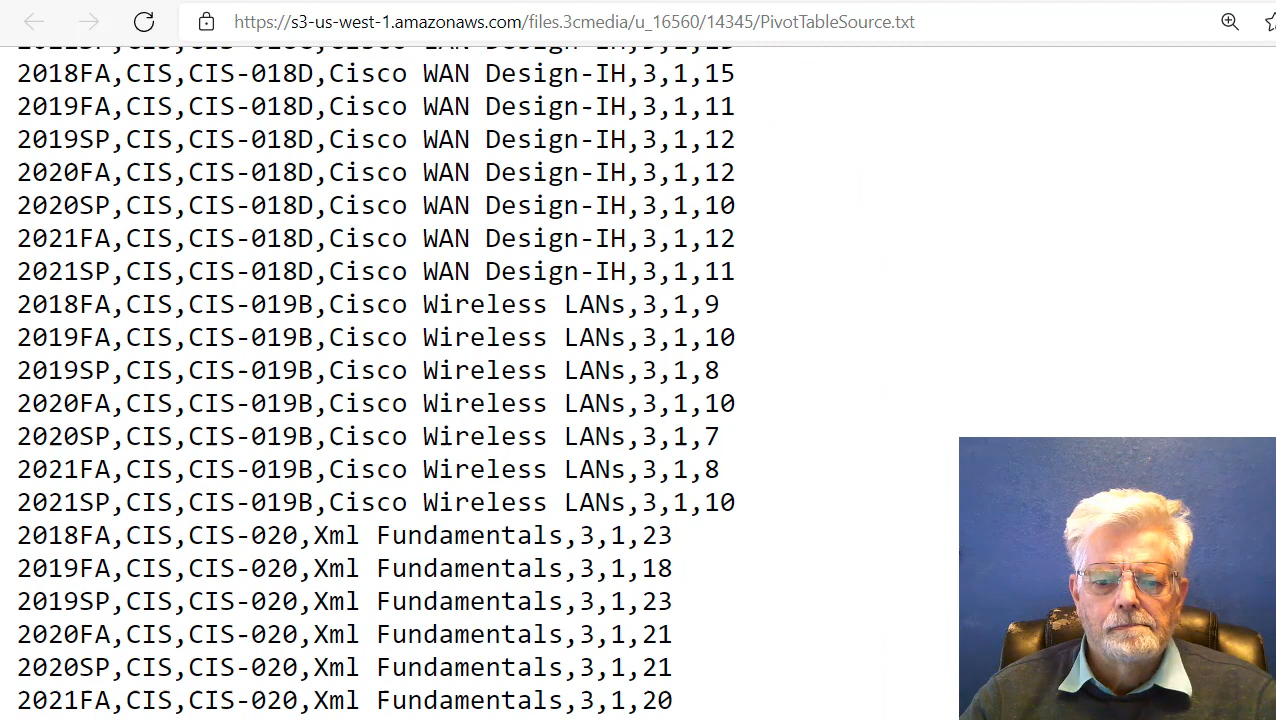 https://s3-us-west-1.amazonaws.com/files.3cmedia/u_16560/14345/PivotTableSource.txt
2018FA,CIS,CIS-018D,Cisco WAN Design-IH,3,1,15
2019FA,CIS,CIS-018D,Cisco WAN Design-IH,3,1,11
2019SP,CIS,CIS-018D,Cisco WAN Design-IH,3,1,12
2020FA,CIS,CIS-018D,Cisco WAN Design-IH,3,1,12
2020SP,CIS,CIS-018D,Cisco WAN Design-IH,3,1,10
2021FA,CIS,CIS-018D,Cisco WAN Design-IH,3,1,12
2021SP,CIS,CIS-018D,Cisco WAN Design-IH,3,1,11
2018FA,CIS,CIS-019B,Cisco Wireless LANs,3,1,9
2019FA,CIS,CIS-019B,Cisco Wireless LANs,3,1,10
2019SP,CIS,CIS-019B,Cisco Wireless LANs,3,1,8
2020FA,CIS,CIS-019B,Cisco Wireless LANs,3,1,10
2020SP,CIS,CIS-019B,Cisco Wireless LANs,3,1,7
2021FA,CIS,CIS-019B,Cisco Wireless LANs,3,1,8
2021SP,CIS,CIS-019B,Cisco Wireless LANs,3,1,10
2018FA,CIS,CIS-020,Xml Fundamentals,3,1,23
2019FA,CIS,CIS-020,Xml Fundamentals,3,1,18
2019SP,CIS,CIS-020,Xml Fundamentals,3,1,23
2020FA,CIS,CIS-020,Xml Fundamentals,3,1,21
2020SP,CIS,CIS-020,Xml Fundamentals,3,1,21
2021FA,CIS,CIS-020,Xml Fundamentals,3,1,20